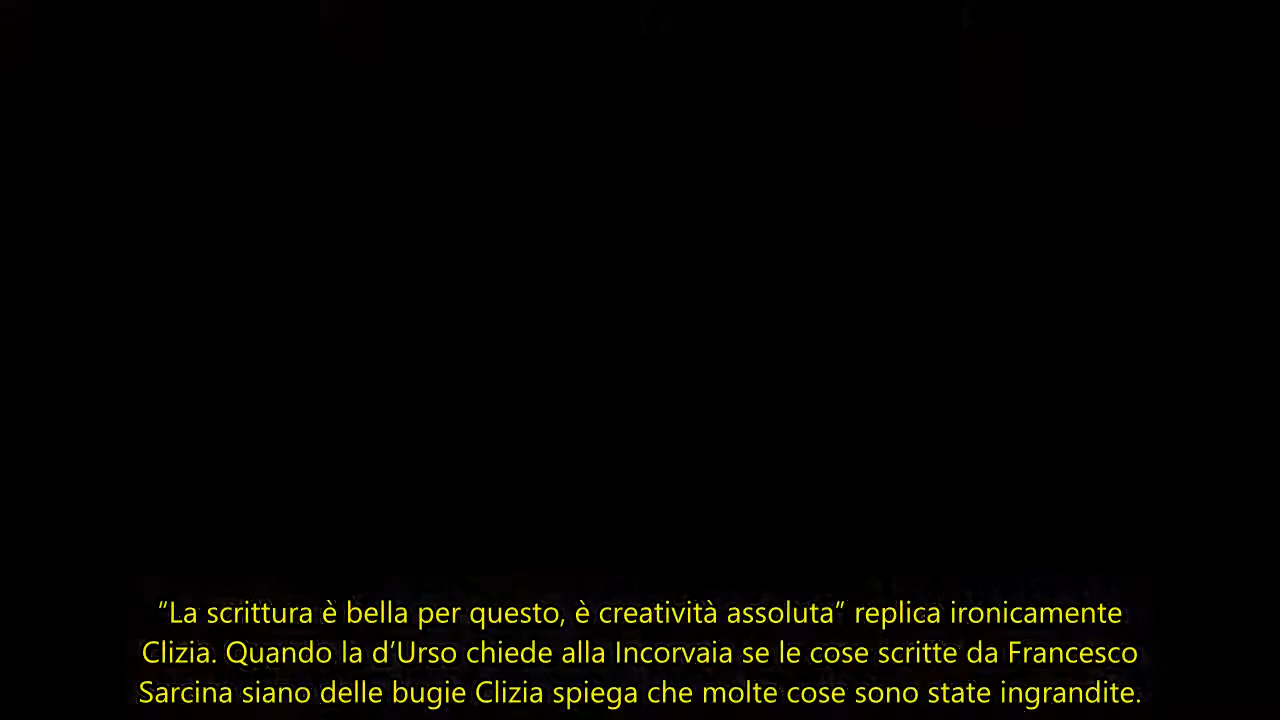 “La scrittura è bella per questo, è creatività assoluta” replica ironicamente
Clizia. Quando la d’Urso chiede alla Incorvaia se le cose scritte da Francesco
Sarcina siano delle bugie Clizia spiega che molte cose sono state ingrandite.